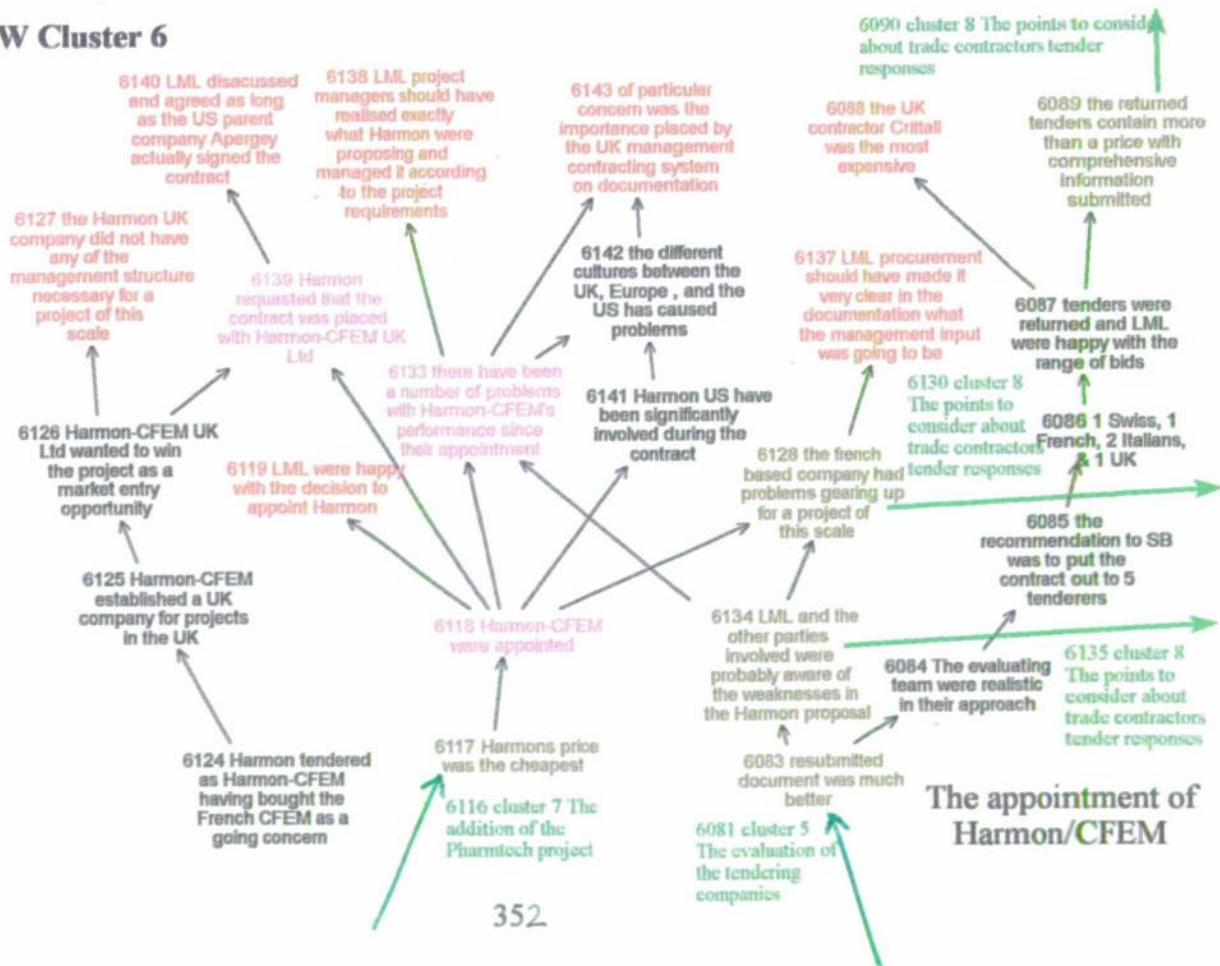 W Cluster 6
6090 cluster 8 The points to consider
about trade contractors tender
responses
6140 LML disacussed
and agreed as long
as the US parent
company Apergey
actually signed the
contract
6138 LML project
managers should have
realised exactly
what Harmon were
proposing and
managed it according
to the project
requirements
6143 of particular
concern was the
importance placed by
the UK management
contracting system
on documentation
6088 the UK
contractor Crittall
was the most
expensive
6089 the returned
tenders contain more
than a price with
comprehensive
information
submitted
6127 the Harmon UK
company did not have
any of the
management structure
necessary for a
project of this
scale
6139 Harmon
requested that the
contract was placed
with Harmon-CFEM UK
Ltd
6142 the different
cultures between the
UK, Europe , and the
US has caused
problems
6137 LML procurement
should have made it
very clear in the
documentation what
the management input
was going to be
6087 tenders were
returned and LML
were happy with the
range of bids
6133 there have been
a number of problems
with Harmon-CFEM's
performance since
their appointment
6141 Harmon US have
been significantly
involved during the
contract
6130 cluster 8
The points to
consider about
trade contractors
tender responses
6086 1 Swiss, 1
French, 2 Italians,
& 1 UK
6126 Harmon-CFEM UK
Ltd wanted to win
the project as a
market entry
opportunity
6119 LML were happy
with the decision to
appoint Harmon
6128 the french
based company had
problems gearing up
for a project of
this scale
6085 the
recommendation to SB
was to put the
contract out to 5
tenderers
6125 Harmon-CFEM
established a UK
company for projects
in the UK
6118 Harmon-CFEM
were appointed
6134 LML and the
other parties
involved were
probably aware of
the weaknesses in
the Harmon proposal
6084 The evaluating
team were realistic
in their approach
6135 cluster 8
The points to
consider about
trade contractors
tender responses
6124 Harmon tendered
as Harmon-CFEM
having bought the
French CFEM as a
going concern
6117 Harmons price
was the cheapest
6083 resubmitted
document was much
better
6116 cluster 7 The
addition of the
Pharmtech project
6081 cluster 5
The evaluation of
the tendering
companies
The appointment of
Harmon/CFEM
352